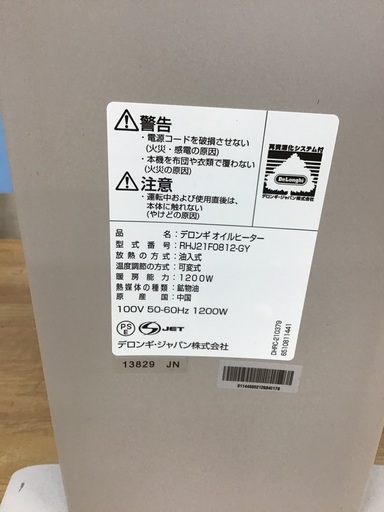 警告
・電源コードを破損させない
(火災・感電の原因)
・本機を布団や衣類で覆わない
(火災の原因)
注意
・運転中および使用直後は、
本体に触れない
(やけどの原因)
再資源化システム付
DeLonghi
デロンギ・ジャパン株式会社
品名：デロンギ オイルヒーター
型式番号：RHJ21F0812-GY
放熱の方式：油入式
温度調節の方式：可変式
暖房能力：1200W
熱媒体の種類：鉱物油
原産国：中国
100V 50-60Hz 1200W
PSE JET
デロンギ・ジャパン株式会社
DHRC-210379
6510811441
13829 JN